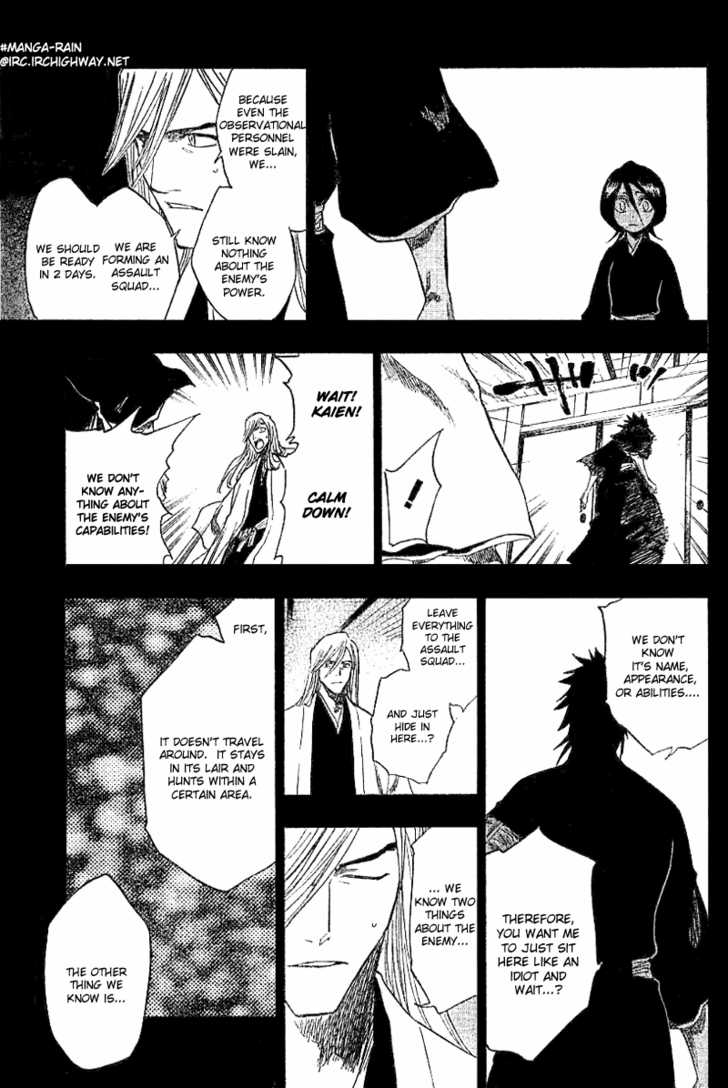 #MANGA-RAIN
@IRC.IRCHIGHWAY.NET
BECAUSE
EVEN THE
OBSERVATIONAL
PERSONNEL
WERE SLAIN,
WE...
STILL KNOW
NOTHING
ABOUT THE
ENEMY'S
POWER.
WE ARE
FORMING AN
ASSAULT
SQUAD...
WE SHOULD
BE READY
IN 2 DAYS.
!
WAIT!
KAIEN!
CALM
DOWN!
WE DON'T
KNOW ANY-
THING ABOUT
THE ENEMY'S
CAPABILITIES!
WE DON'T
KNOW
IT'S NAME,
APPEARANCE,
OR ABILITIES....
THEREFORE,
YOU WANT ME
TO JUST SIT
HERE LIKE AN
IDIOT AND
WAIT...?
LEAVE
EVERYTHING
TO THE
ASSAULT
SQUAD...
AND JUST
HIDE IN
HERE...?
... WE
KNOW TWO
THINGS
ABOUT THE
ENEMY...
FIRST,
IT DOESN'T TRAVEL
AROUND. IT STAYS
IN ITS LAIR AND
HUNTS WITHIN A
CERTAIN AREA.
THE OTHER
THING WE
KNOW IS...